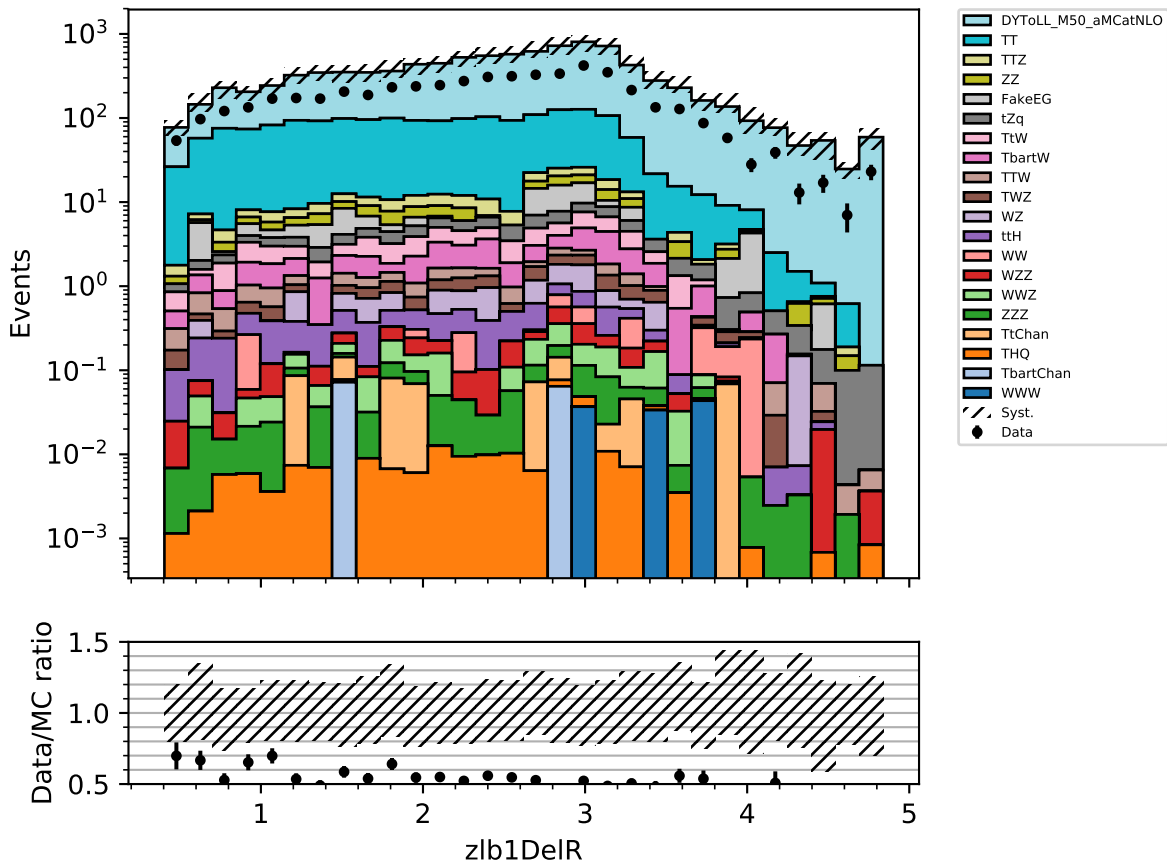 Events
10³
10²
10¹
10⁰
10⁻¹
10⁻²
10⁻³
DYToLL_M50_aMCatNLO
TT
TTZ
ZZ
FakeEG
tZq
TtW
TbartW
TTW
TWZ
WZ
ttH
WW
WZZ
WWZ
ZZZ
TtChan
THQ
TbartChan
WWW
Syst.
Data
Data/MC ratio
1.5
1.0
0.5
1 2 3 4 5
zlb1DelR